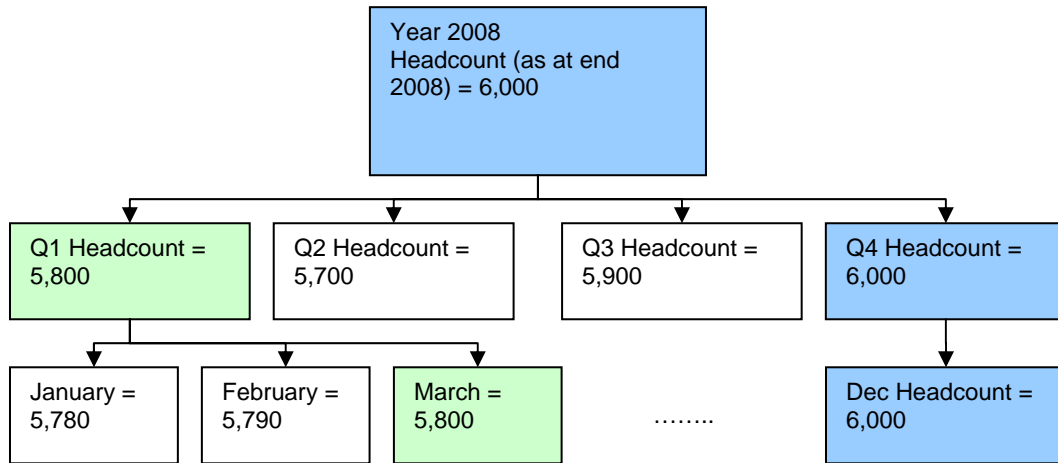 Year 2008
Headcount (as at end
2008) = 6,000
Q1 Headcount =
5,800
Q2 Headcount =
5,700
Q3 Headcount =
5,900
Q4 Headcount =
6,000
January =
5,780
February =
5,790
March =
5,800
……..
Dec Headcount =
6,000